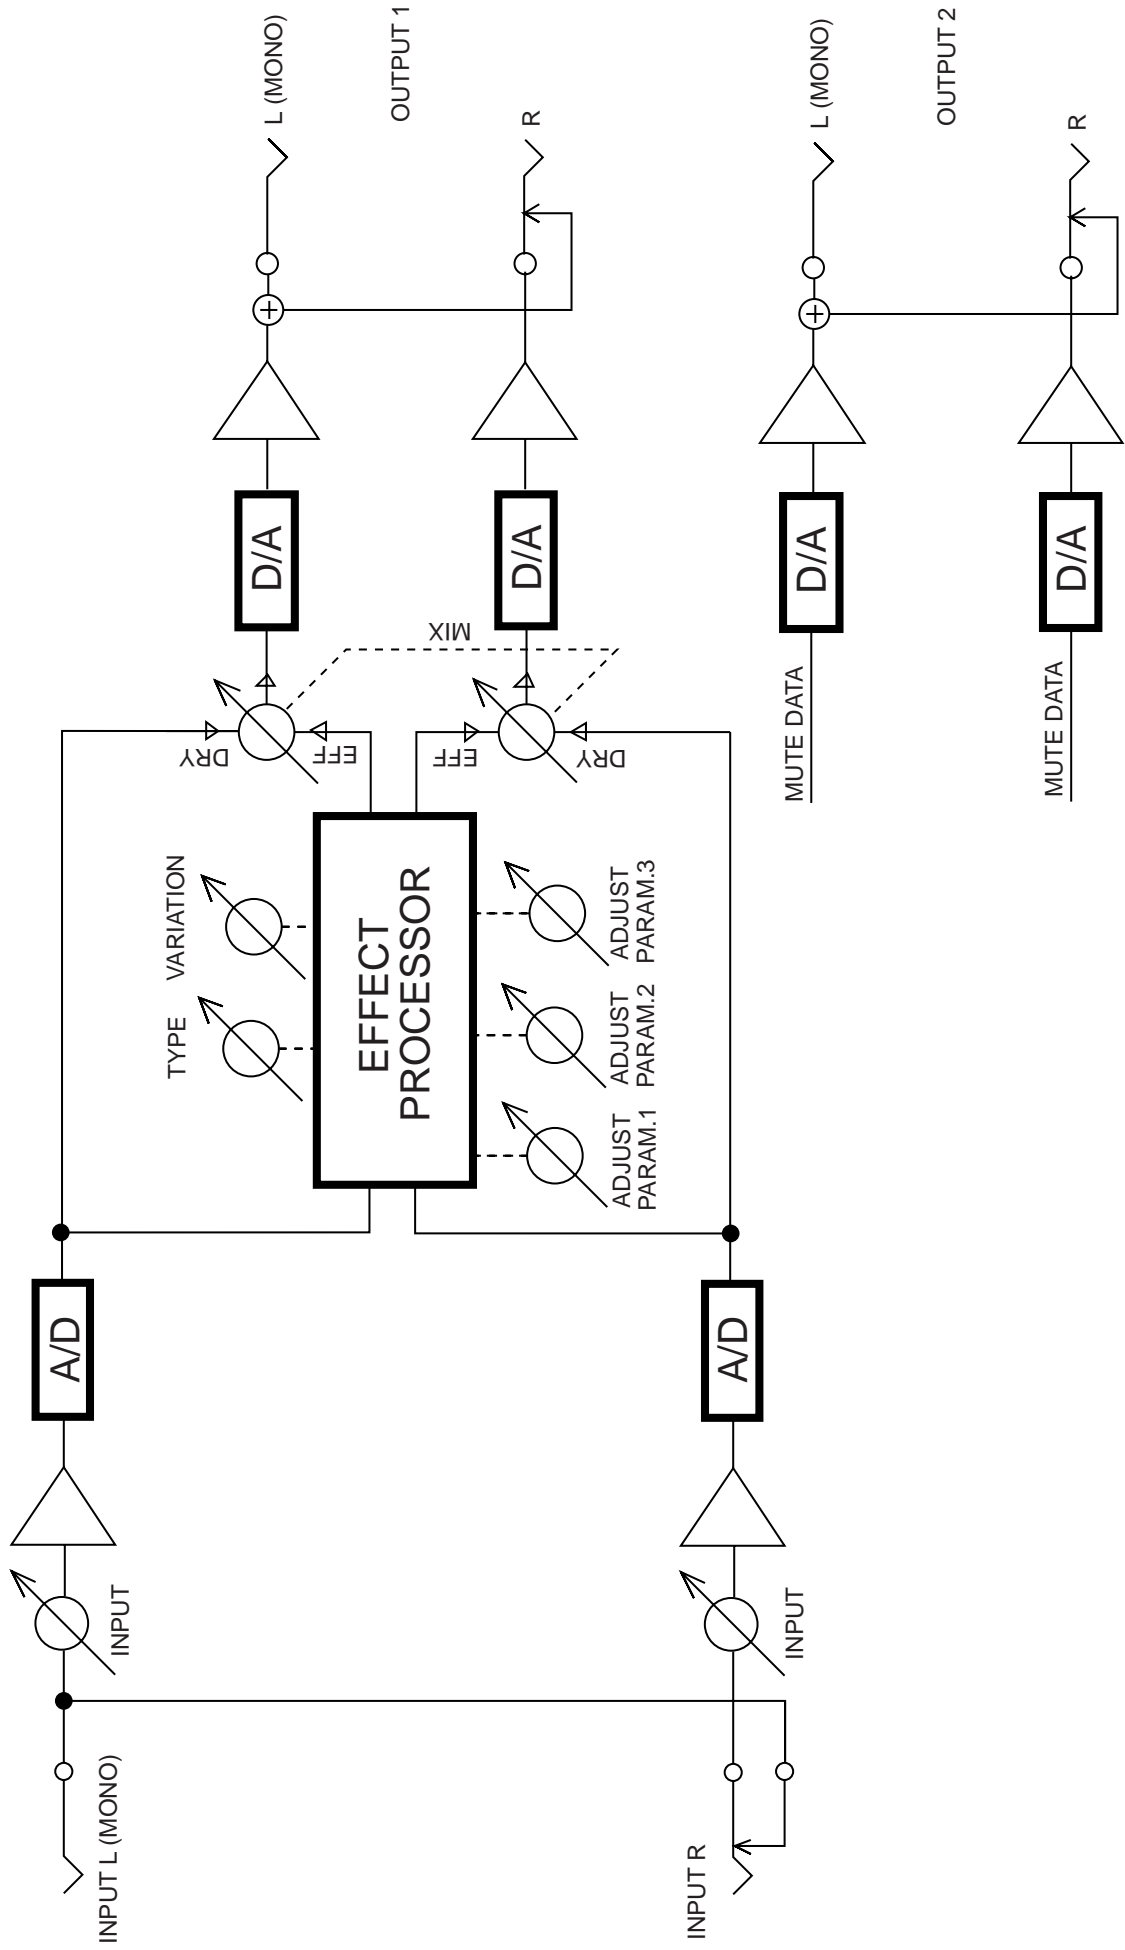 INPUT L (MONO)
INPUT
A/D
TYPE
VARIATION
DRY
EFF
D/A
L (MONO)
OUTPUT 1
EFFECT
PROCESSOR
MIX
EFF
DRY
D/A
R
ADJUST
PARAM.1
ADJUST
PARAM.2
ADJUST
PARAM.3
INPUT R
INPUT
A/D
MUTE DATA
D/A
L (MONO)
OUTPUT 2
MUTE DATA
D/A
R